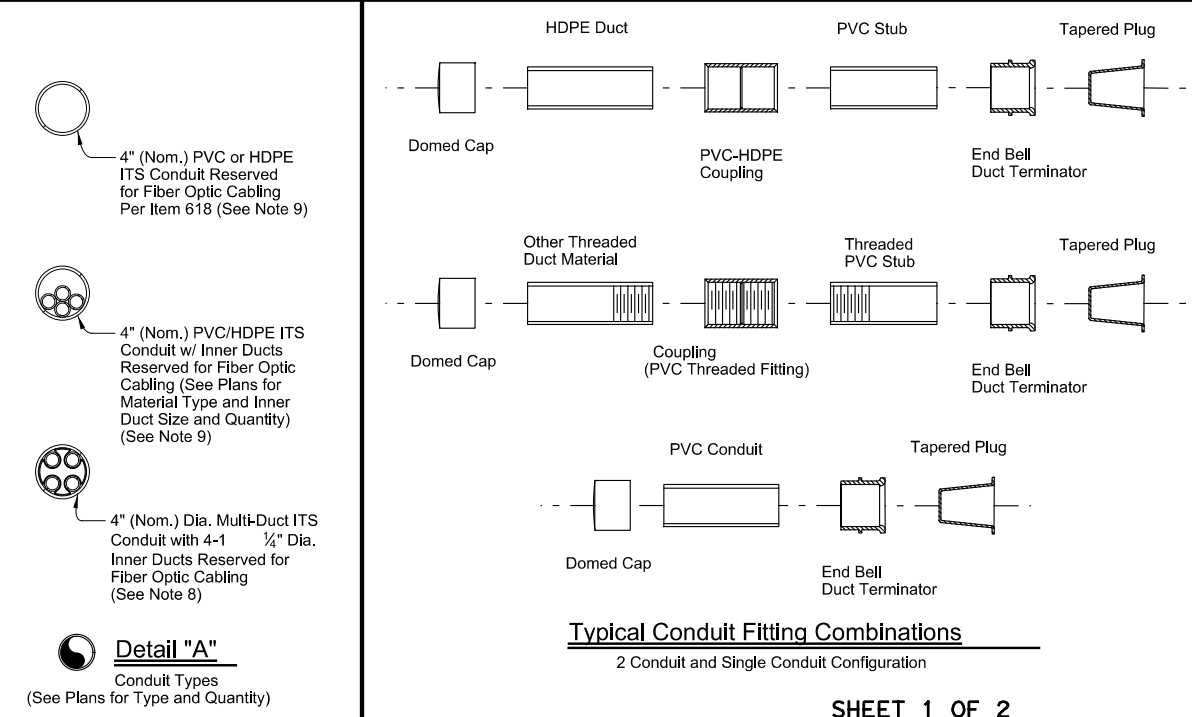 4" (Nom.) PVC or HDPE
ITS Conduit Reserved
for Fiber Optic Cabling
Per Item 618 (See Note 9)
4" (Nom.) PVC/HDPE ITS
Conduit w/ Inner Ducts
Reserved for Fiber Optic
Cabling (See Plans for
Material Type and Inner
Duct Size and Quantity)
(See Note 9)
4" (Nom.) Dia. Multi-Duct ITS
Conduit with 4-1 ¼" Dia.
Inner Ducts Reserved for
Fiber Optic Cabling
(See Note 8)
Detail "A"
Conduit Types
(See Plans for Type and Quantity)
HDPE Duct
PVC Stub
Tapered Plug
Domed Cap
PVC-HDPE
Coupling
End Bell
Duct Terminator
Other Threaded
Duct Material
Threaded
PVC Stub
Tapered Plug
Domed Cap
Coupling
(PVC Threaded Fitting)
End Bell
Duct Terminator
PVC Conduit
Tapered Plug
Domed Cap
End Bell
Duct Terminator
Typical Conduit Fitting Combinations
2 Conduit and Single Conduit Configuration
SHEET 1 OF 2